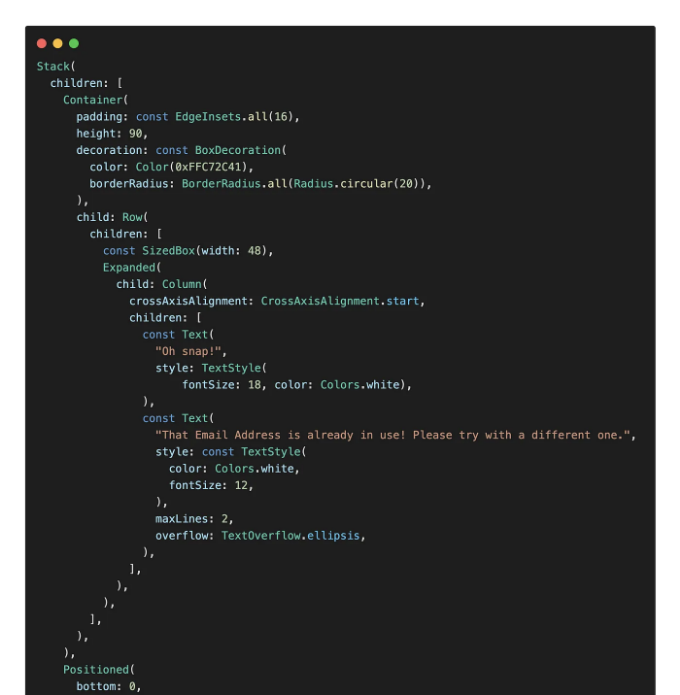 Stack(
  children: [
    Container(
      padding: const EdgeInsets.all(16),
      height: 90,
      decoration: const BoxDecoration(
        color: Color(0xFFC72C41),
        borderRadius: BorderRadius.all(Radius.circular(20)),
      ),
      child: Row(
        children: [
          const SizedBox(width: 48),
          Expanded(
            child: Column(
              crossAxisAlignment: CrossAxisAlignment.start,
              children: [
                const Text(
                  "Oh snap!",
                  style: TextStyle(
                      fontSize: 18, color: Colors.white),
                ),
                const Text(
                  "That Email Address is already in use! Please try with a different one.",
                  style: const TextStyle(
                    color: Colors.white,
                    fontSize: 12,
                  ),
                  maxLines: 2,
                  overflow: TextOverflow.ellipsis,
                ),
              ],
            ),
          ),
        ],
      ),
    ),
    Positioned(
      bottom: 0,